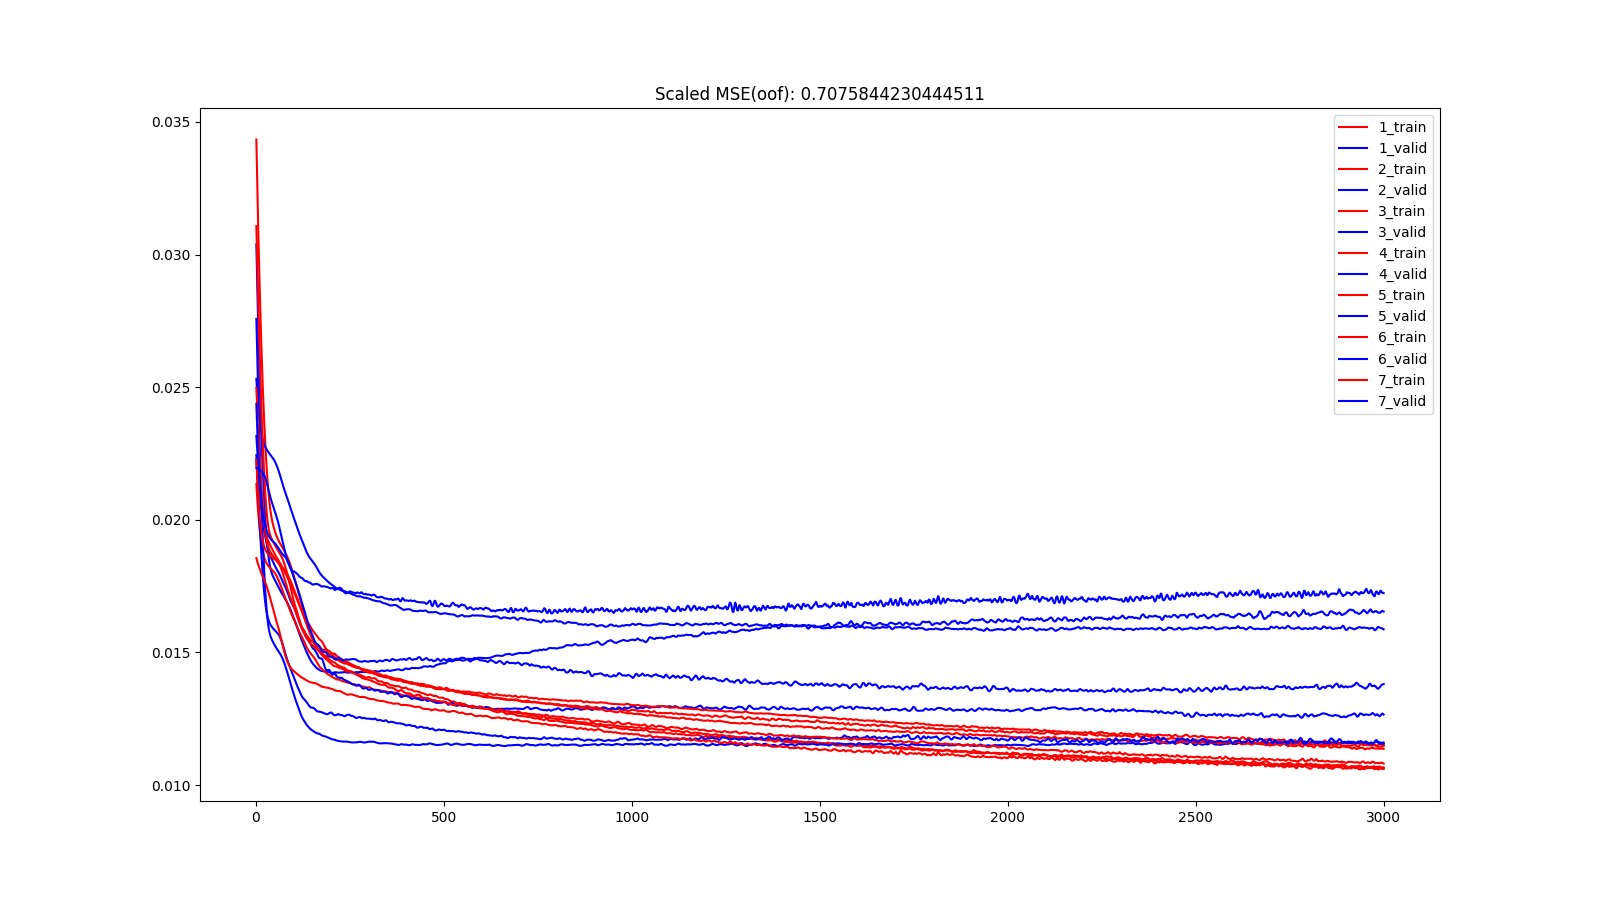 Scaled MSE(oof): 0.7075844230444511
0.035
0.030
0.025
0.020
0.015
0.010
0
500
1000
1500
2000
2500
3000
1_train
1_valid
2_train
2_valid
3_train
3_valid
4_train
4_valid
5_train
5_valid
6_train
6_valid
7_train
7_valid